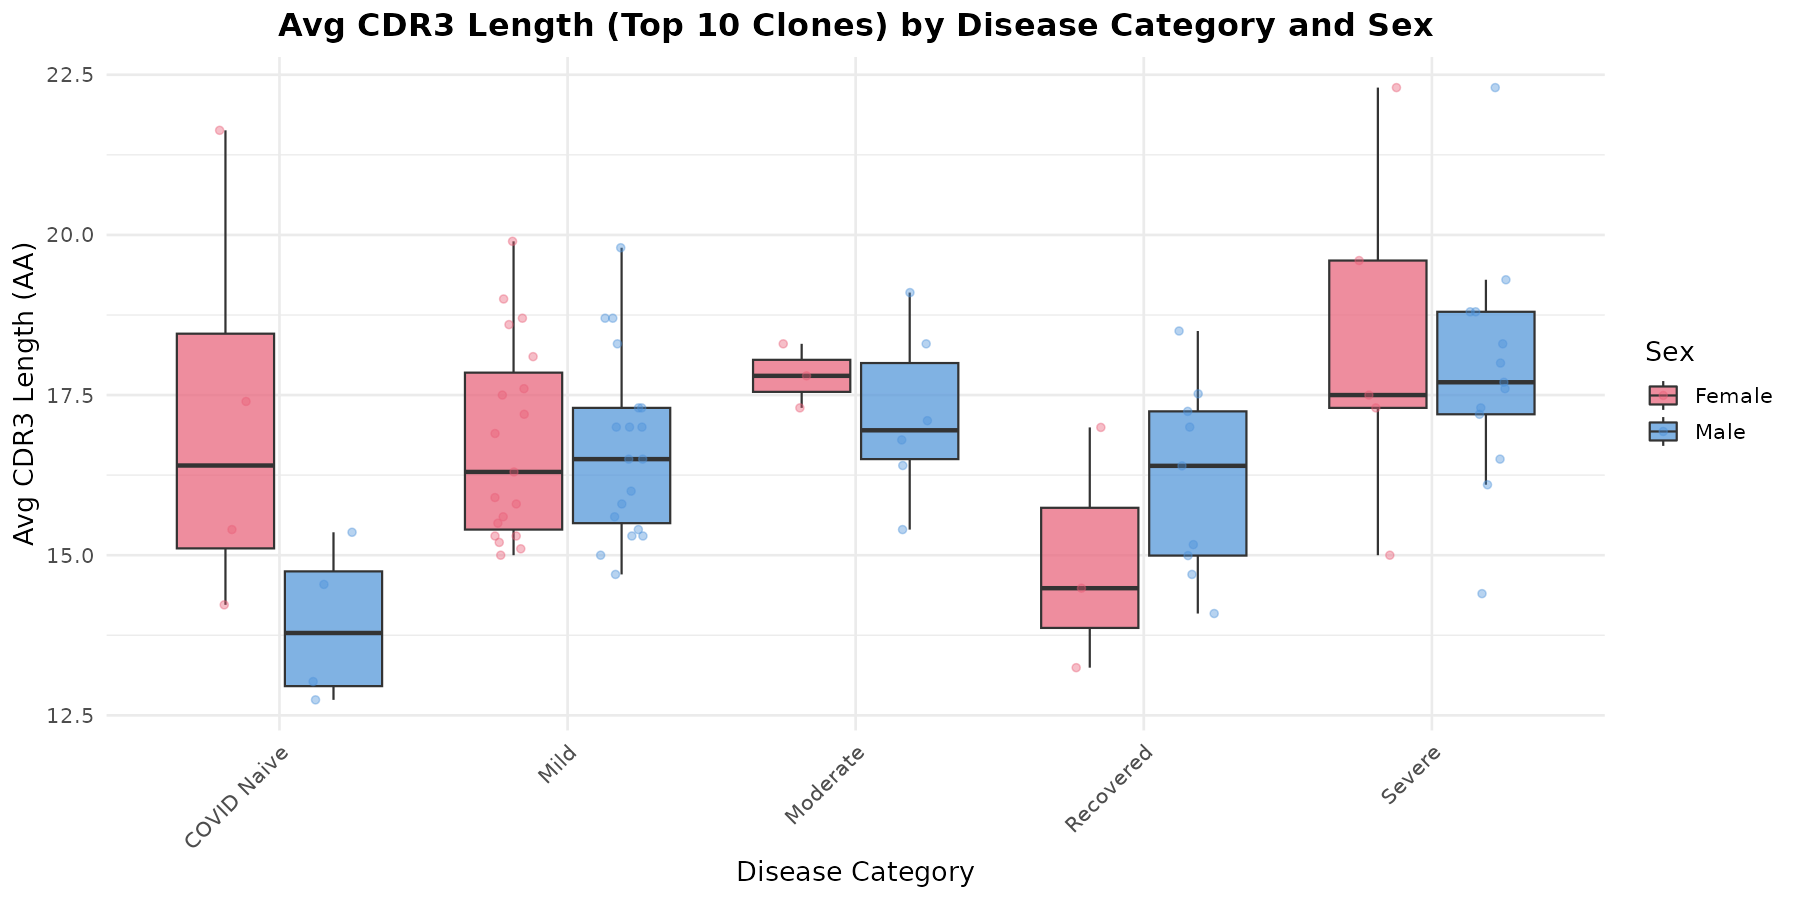 Avg CDR3 Length (Top 10 Clones) by Disease Category and Sex
22.5
20.0
17.5
15.0
12.5
Avg CDR3 Length (AA)
COVID Naive
Mild
Moderate
Recovered
Severe
Disease Category
Sex
Female
Male